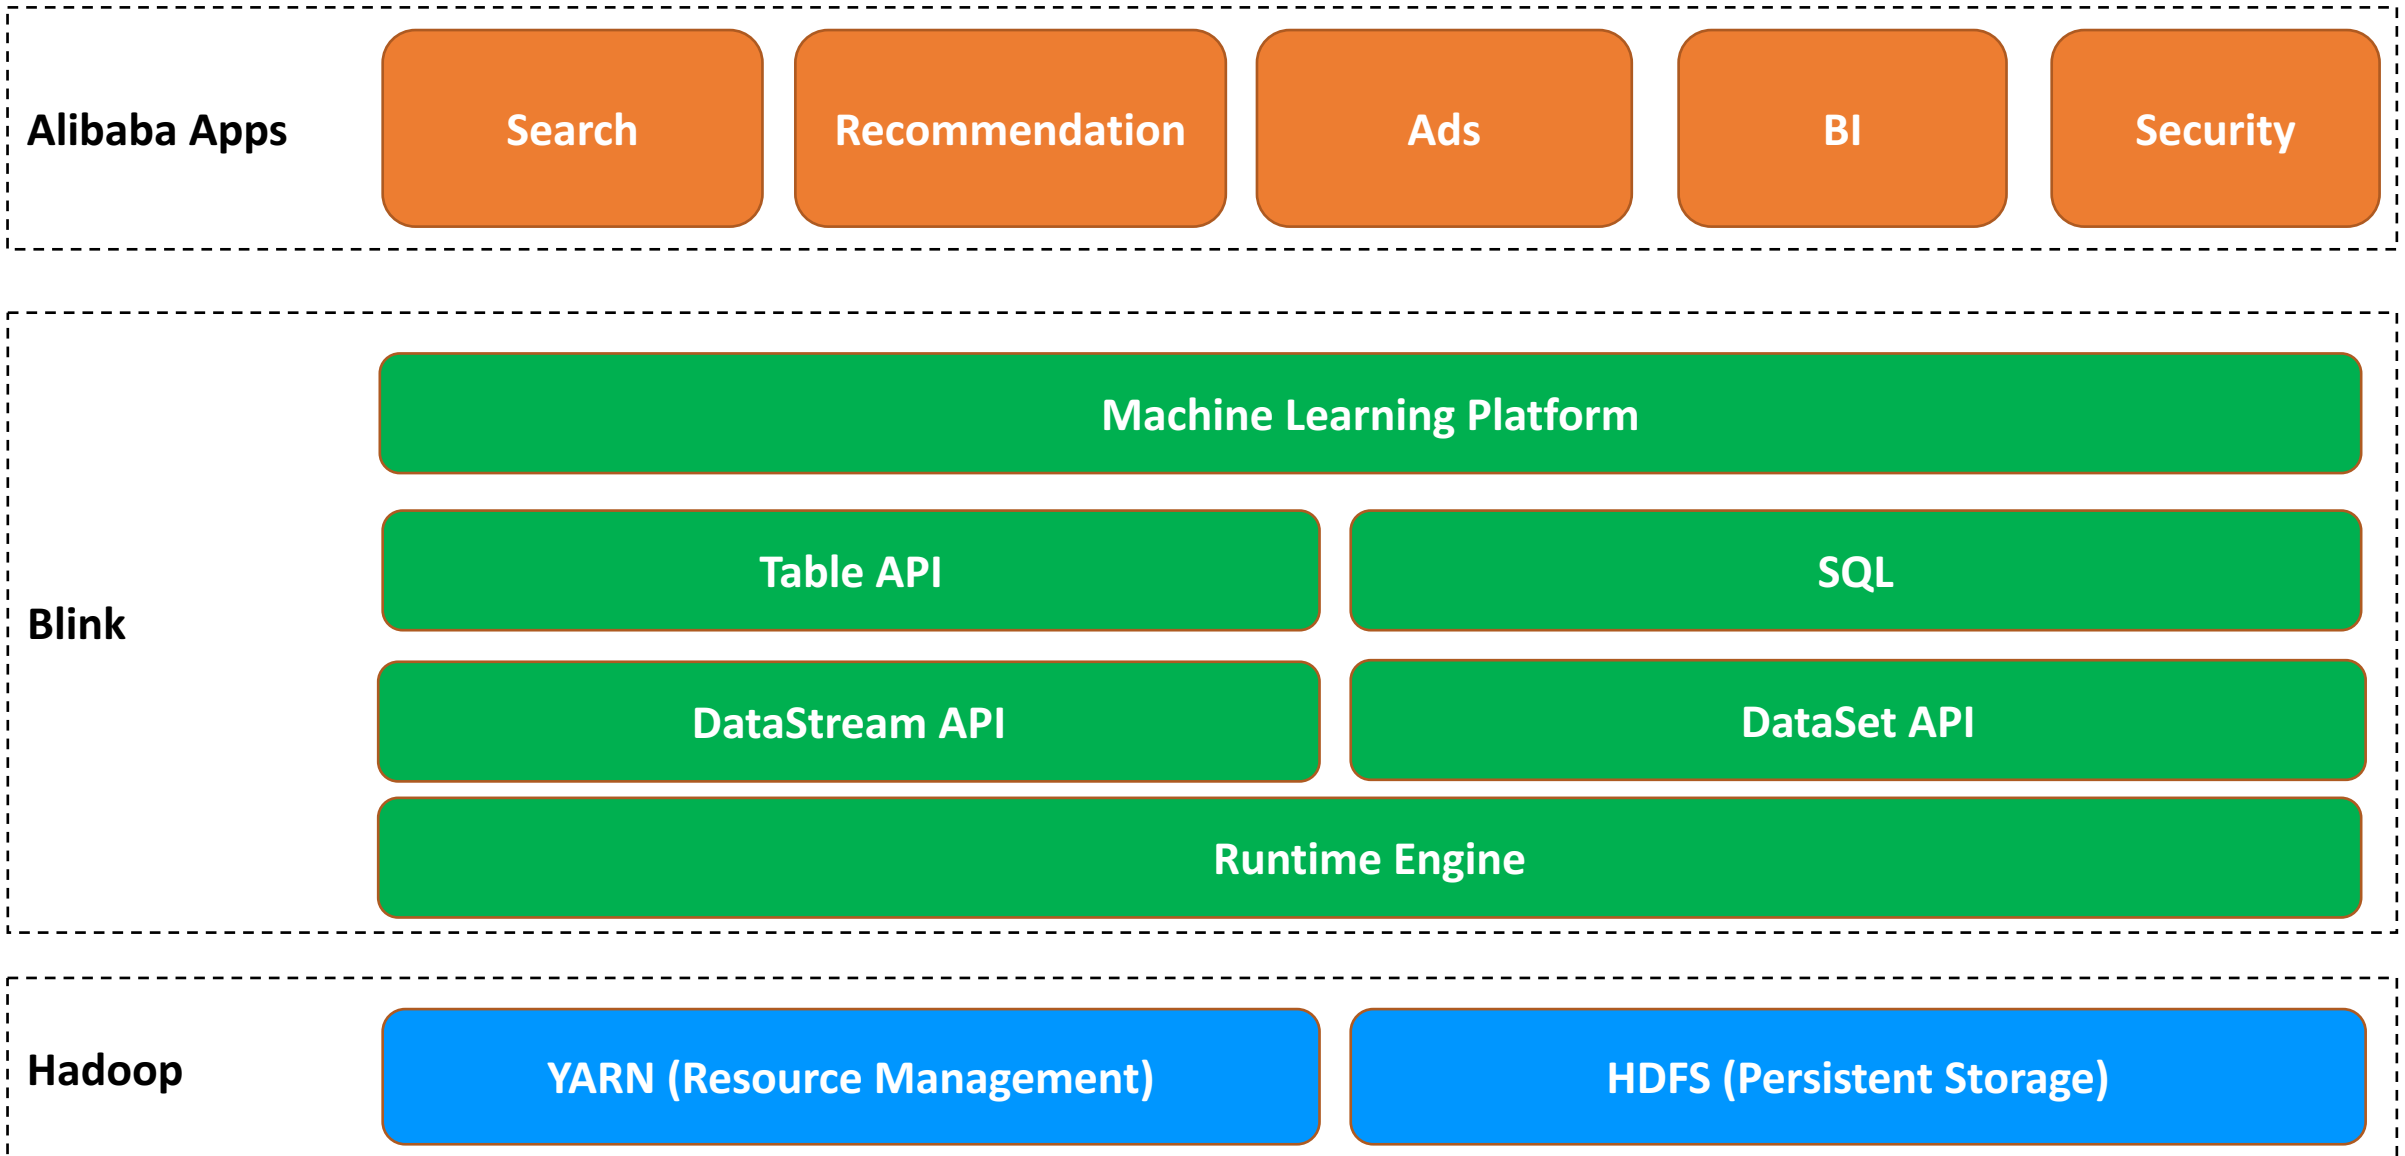 Alibaba Apps
Search
Recommendation
Ads
BI
Security
Blink
Machine Learning Platform
Table API
SQL
DataStream API
DataSet API
Runtime Engine
Hadoop
YARN (Resource Management)
HDFS (Persistent Storage)